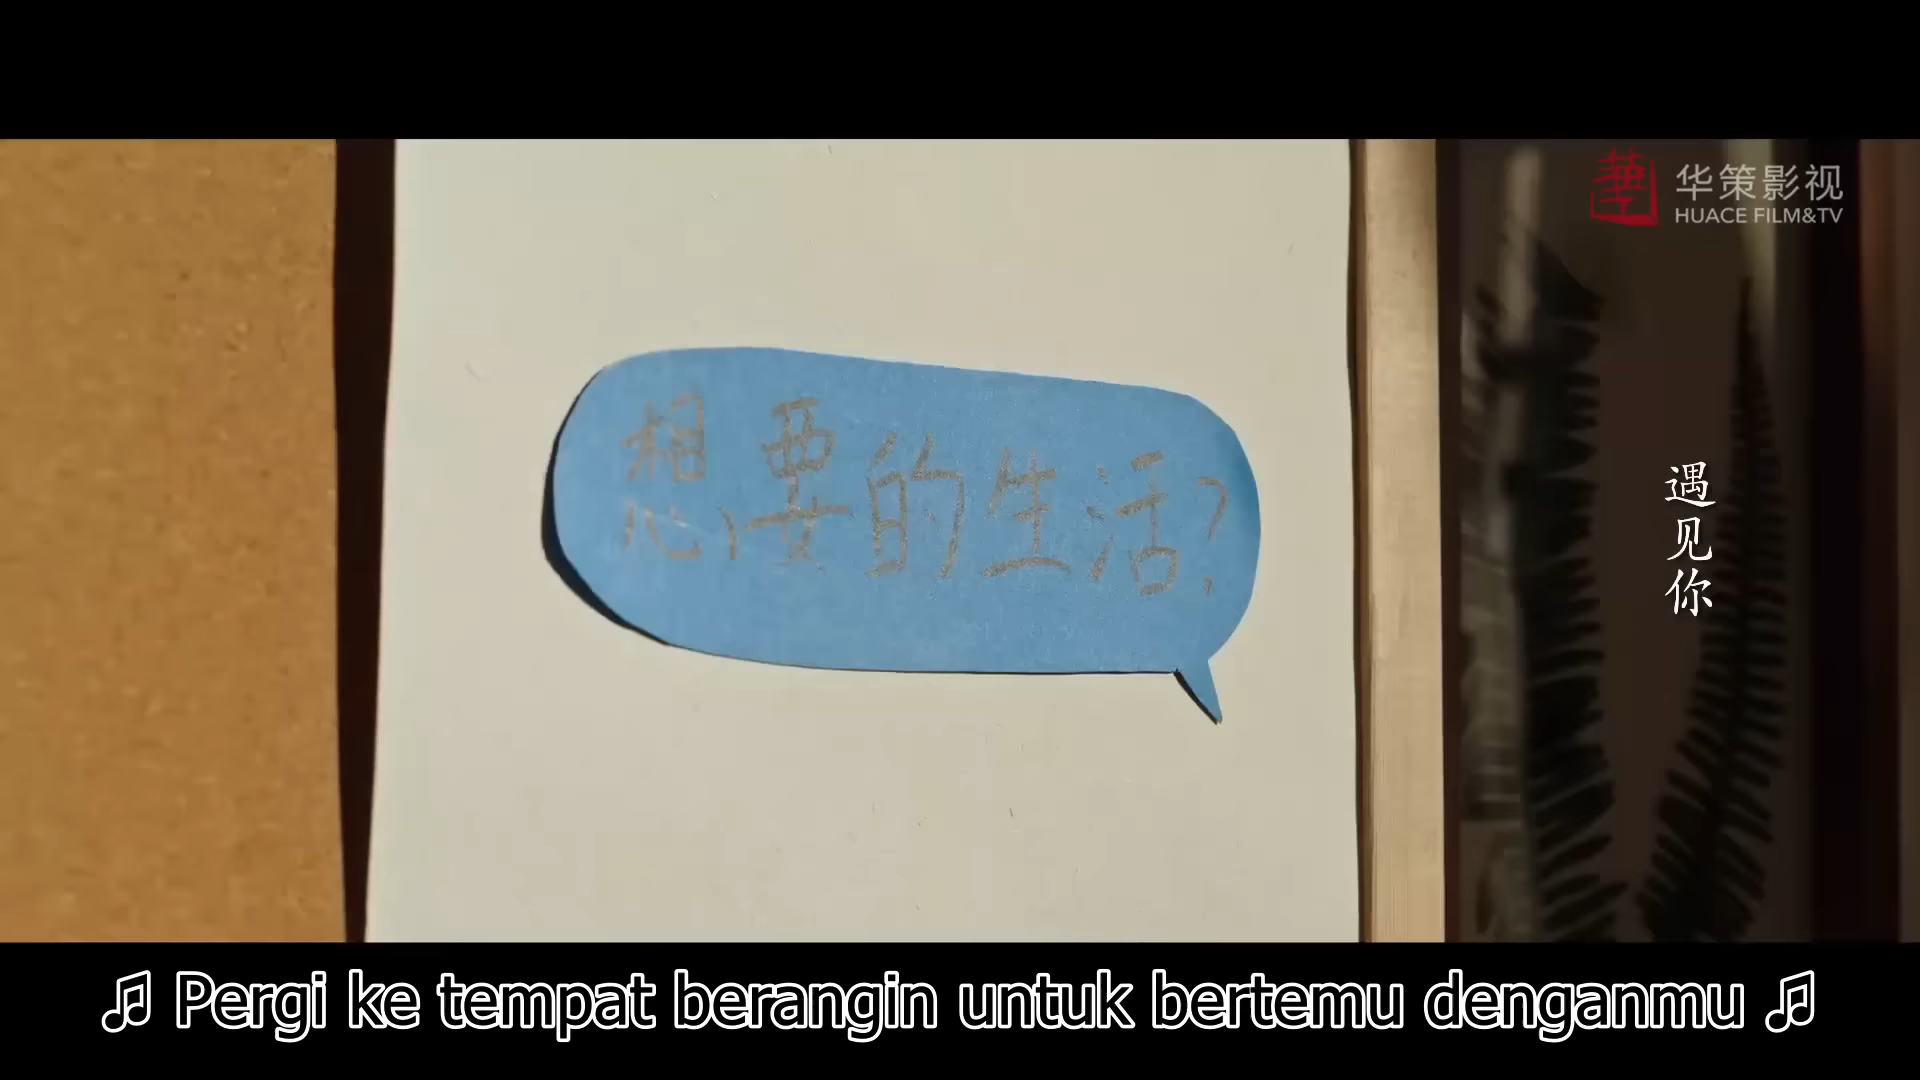 华策影视
HUACE FILM&TV
想要的生活?
遇见你
♫ Pergi ke tempat berangin untuk bertemu denganmu ♫